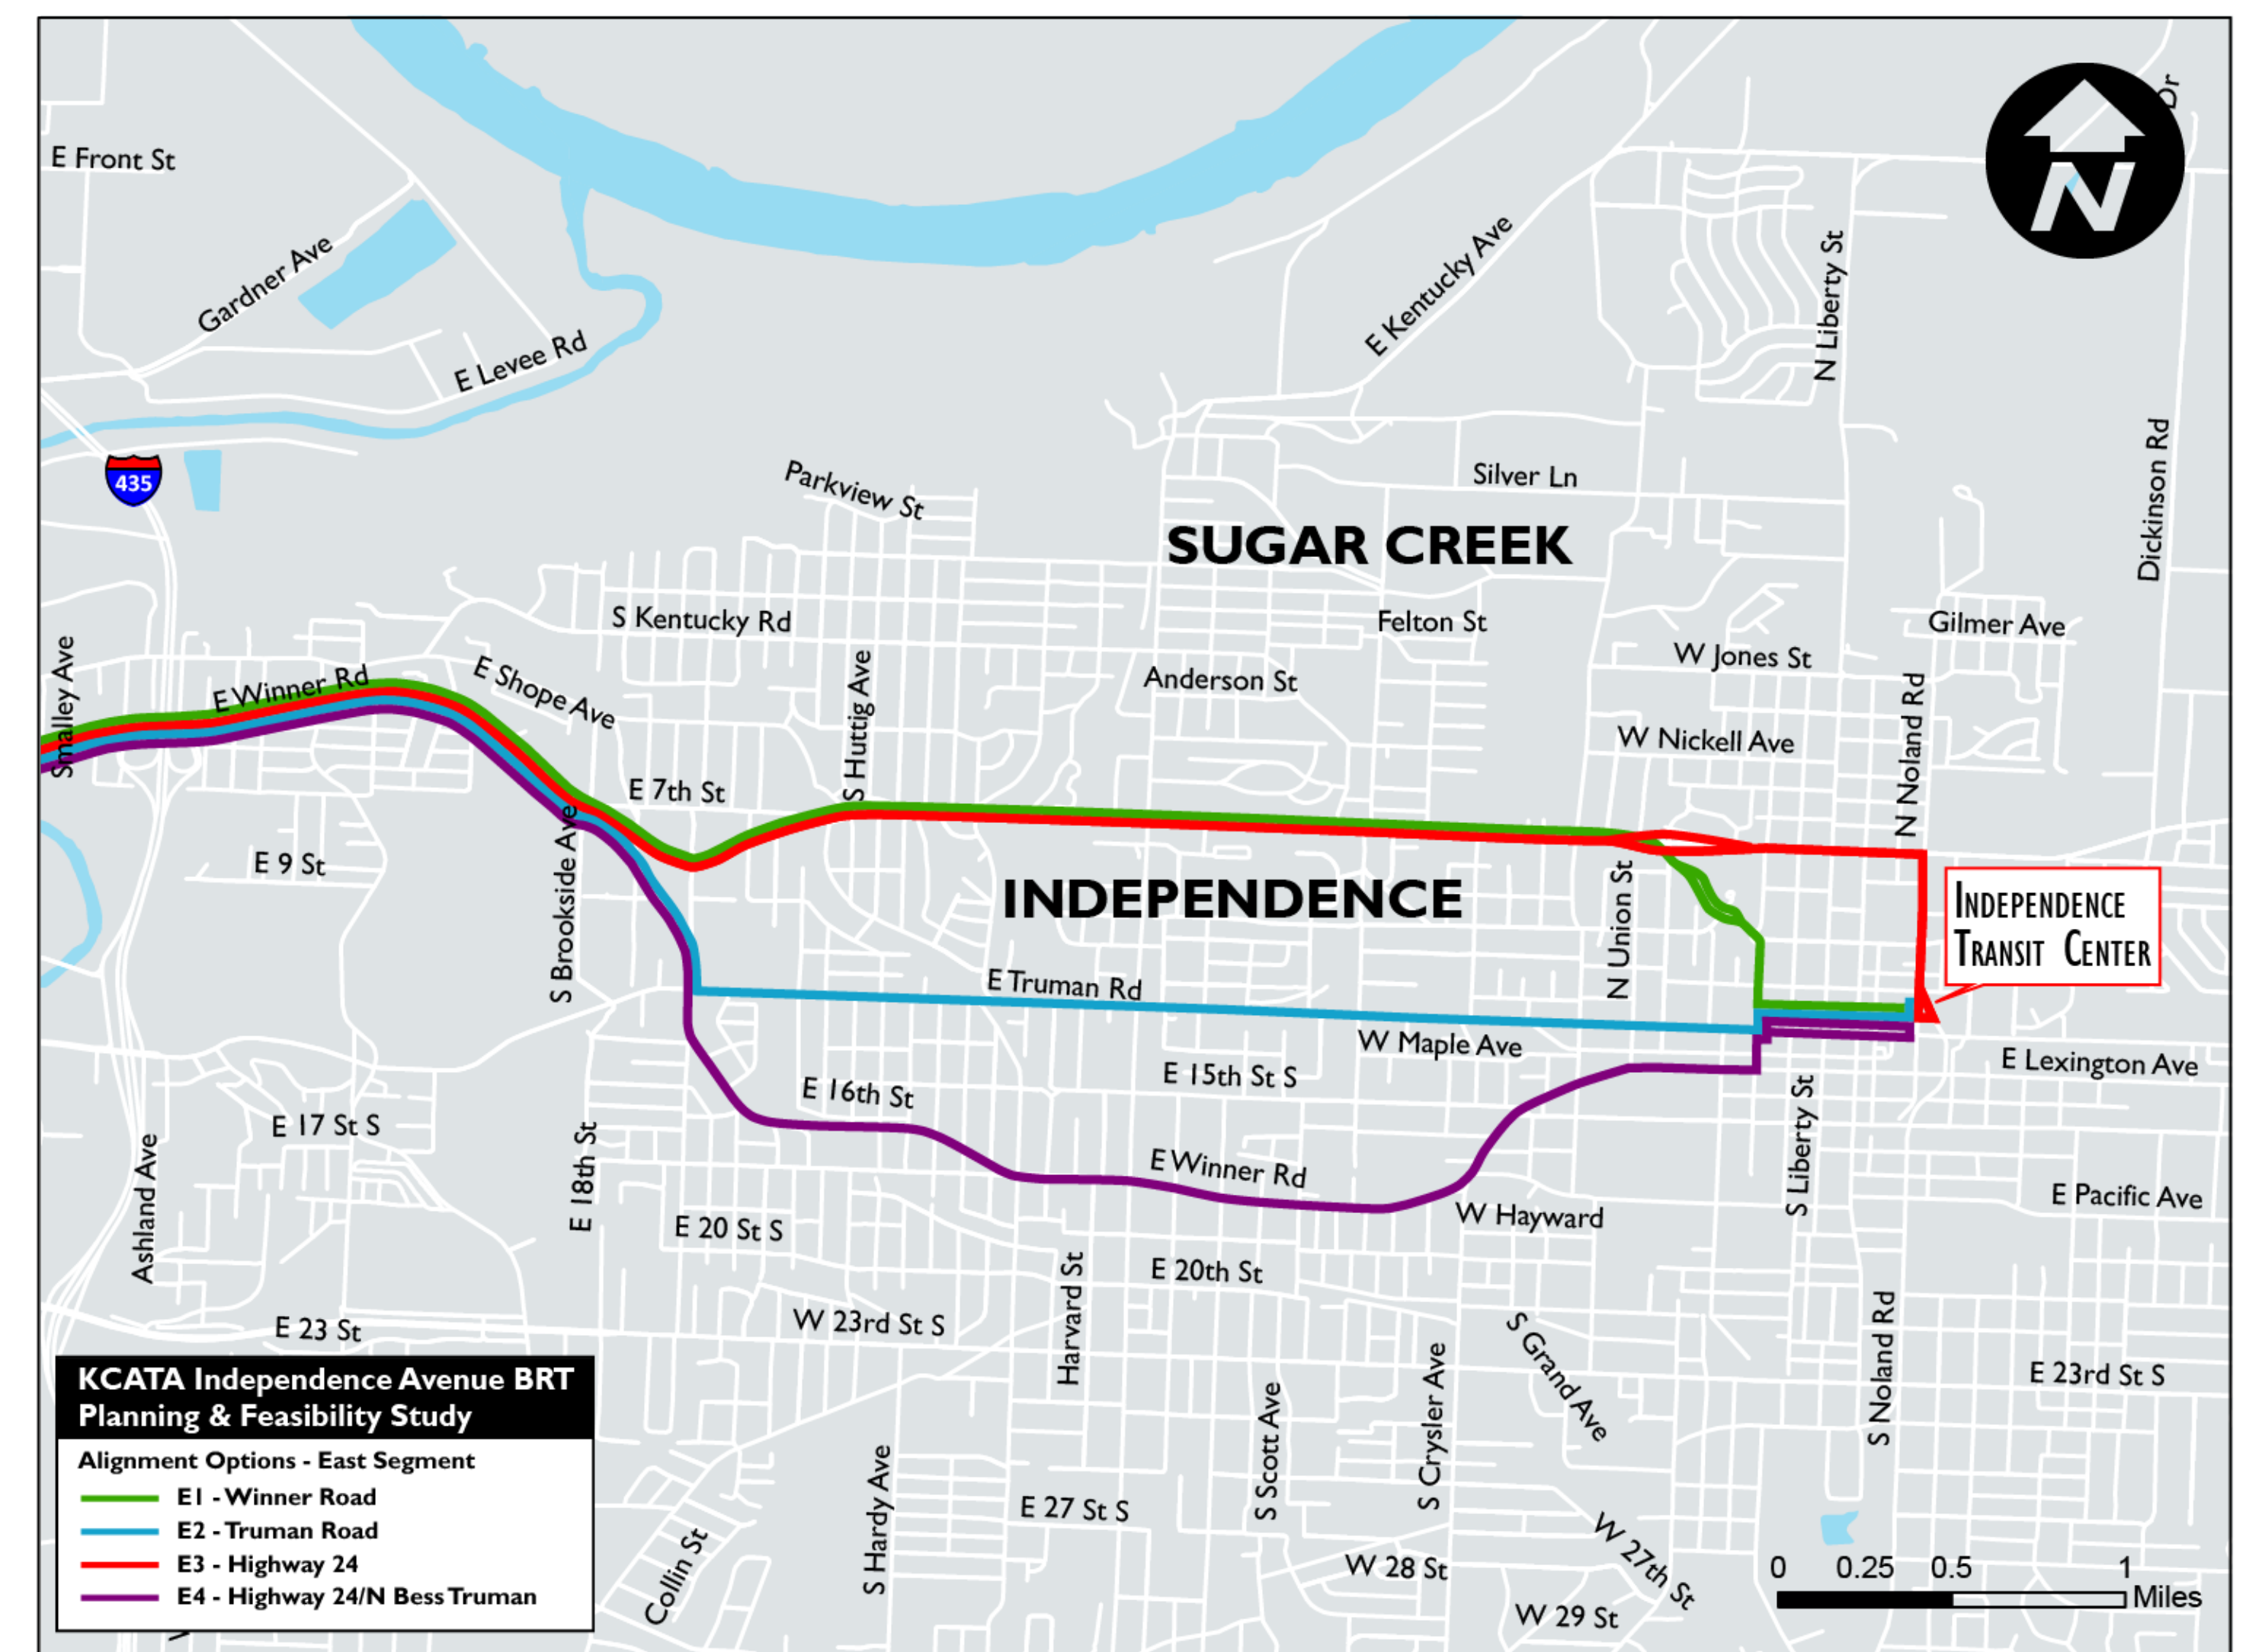 Dr
E Front St
Gardner Ave
E Kentucky Ave
N Liberty St
E Levee Rd
435
Parkview St
Silver Ln
Dickinson Rd
SUGAR CREEK
S Kentucky Rd
Felton St
Gilmer Ave
Smalley Ave
E Winner Rd
E Shope Ave
S Huttig Ave
Anderson St
W Jones St
N Noland Rd
W Nickell Ave
E 7th St
E 9 St
S Brookside Ave
INDEPENDENCE
N Union St
INDEPENDENCE
TRANSIT CENTER
E Truman Rd
W Maple Ave
E 15th St S
E Lexington Ave
E 16th St
E 17 St S
Ashland Ave
E 18th St
E Winner Rd
S Liberty St
E Pacific Ave
W Hayward
E 20 St S
E 20th St
Harvard St
W 23rd St S
E 23 St
S Grand Ave
S Noland Rd
E 23rd St S
S Crysler Ave
S Scott Ave
S Hardy Ave
E 27 St S
W 27th St
W 28 St
W 29 St
Collin St
KCATA Independence Avenue BRT
Planning & Feasibility Study
Alignment Options - East Segment
E1 - Winner Road
E2 - Truman Road
E3 - Highway 24
E4 - Highway 24/N Bess Truman
0 0.25 0.5 1
Miles
N